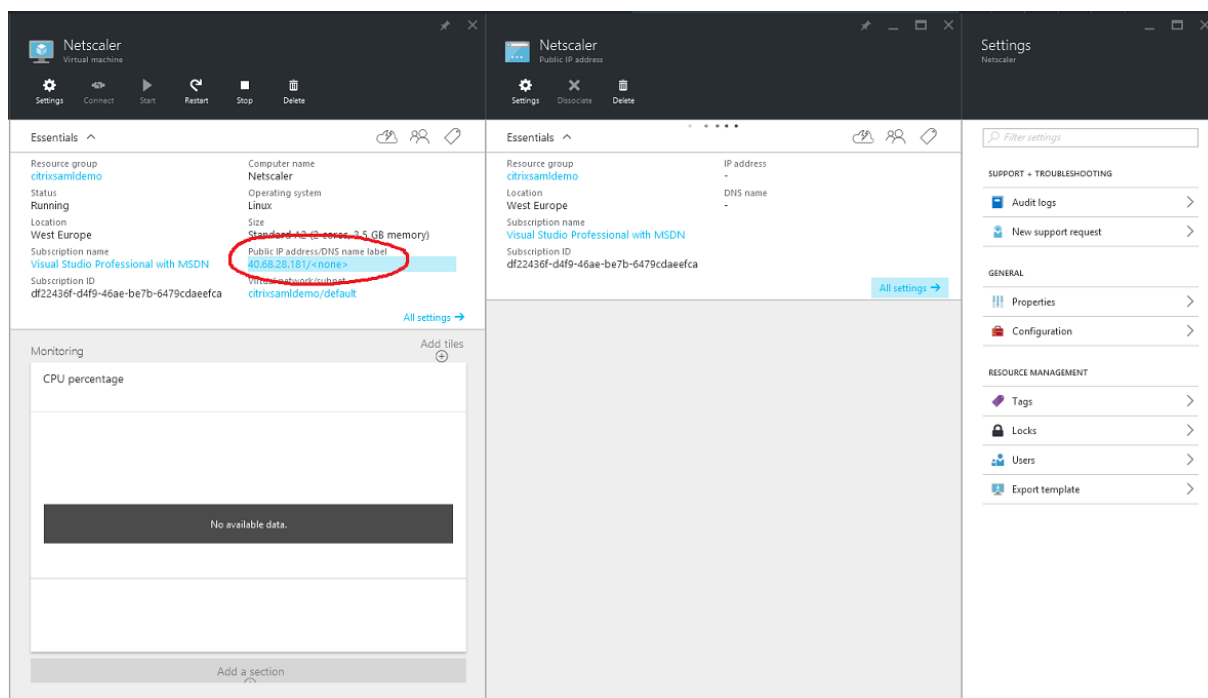 Netscaler
Virtual machine
Settings Connect Start Restart Stop Delete
Essentials
Resource group
citrixsamldemo
Status
Running
Location
West Europe
Subscription name
Visual Studio Professional with MSDN
Subscription ID
df22436f-d4f9-46ae-be7b-6479cdaeefca
Computer name
Netscaler
Operating system
Linux
Size
Standard A2 (2 cores, 3.5 GB memory)
Public IP address/DNS name label
40.68.28.181/<none>
Virtual network/subnet
citrixsamldemo/default
All settings →
Monitoring
Add tiles
CPU percentage
No available data.
Add a section
Netscaler
Public IP address
Settings Dissociate Delete
Essentials
Resource group
citrixsamldemo
Location
West Europe
Subscription name
Visual Studio Professional with MSDN
Subscription ID
df22436f-d4f9-46ae-be7b-6479cdaeefca
IP address
-
DNS name
-
All settings →
Settings
Netscaler
Filter settings
SUPPORT + TROUBLESHOOTING
Audit logs
New support request
GENERAL
Properties
Configuration
RESOURCE MANAGEMENT
Tags
Locks
Users
Export template